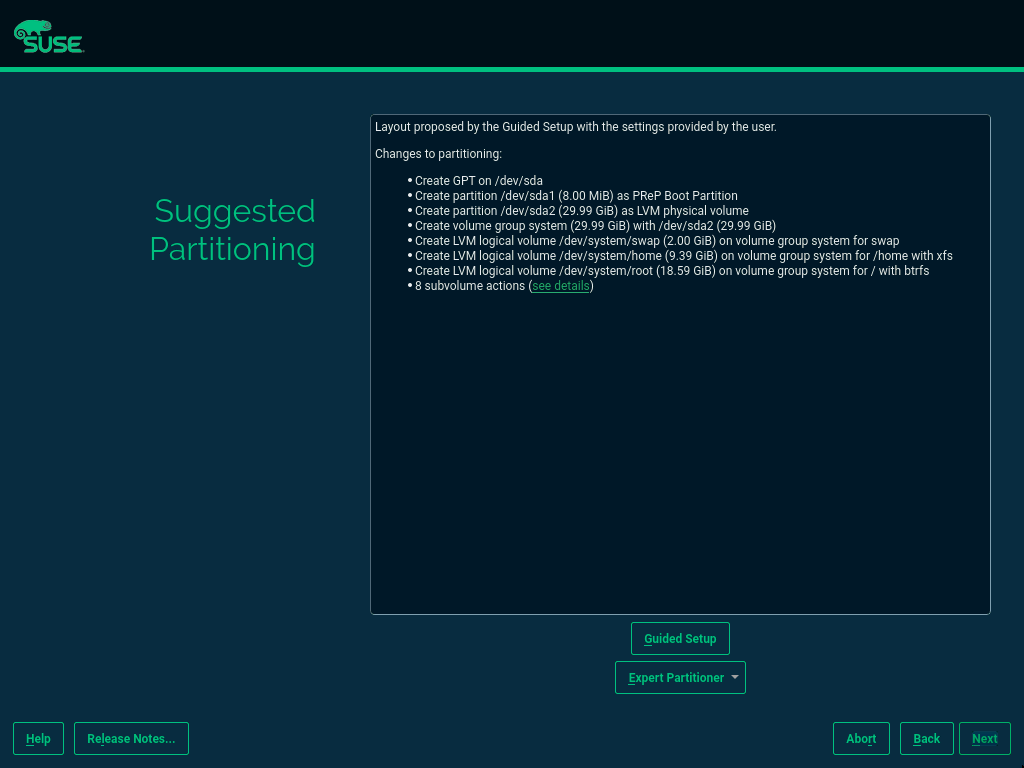 SUSE
Suggested
Partitioning
Layout proposed by the Guided Setup with the settings provided by the user.
Changes to partitioning:
• Create GPT on /dev/sda
• Create partition /dev/sda1 (8.00 MiB) as PReP Boot Partition
• Create partition /dev/sda2 (29.99 GiB) as LVM physical volume
• Create volume group system (29.99 GiB) with /dev/sda2 (29.99 GiB)
• Create LVM logical volume /dev/system/swap (2.00 GiB) on volume group system for swap
• Create LVM logical volume /dev/system/home (9.39 GiB) on volume group system for /home with xfs
• Create LVM logical volume /dev/system/root (18.59 GiB) on volume group system for / with btrfs
• 8 subvolume actions (see details)
Guided Setup
Expert Partitioner
Help
Release Notes...
Abort
Back
Next